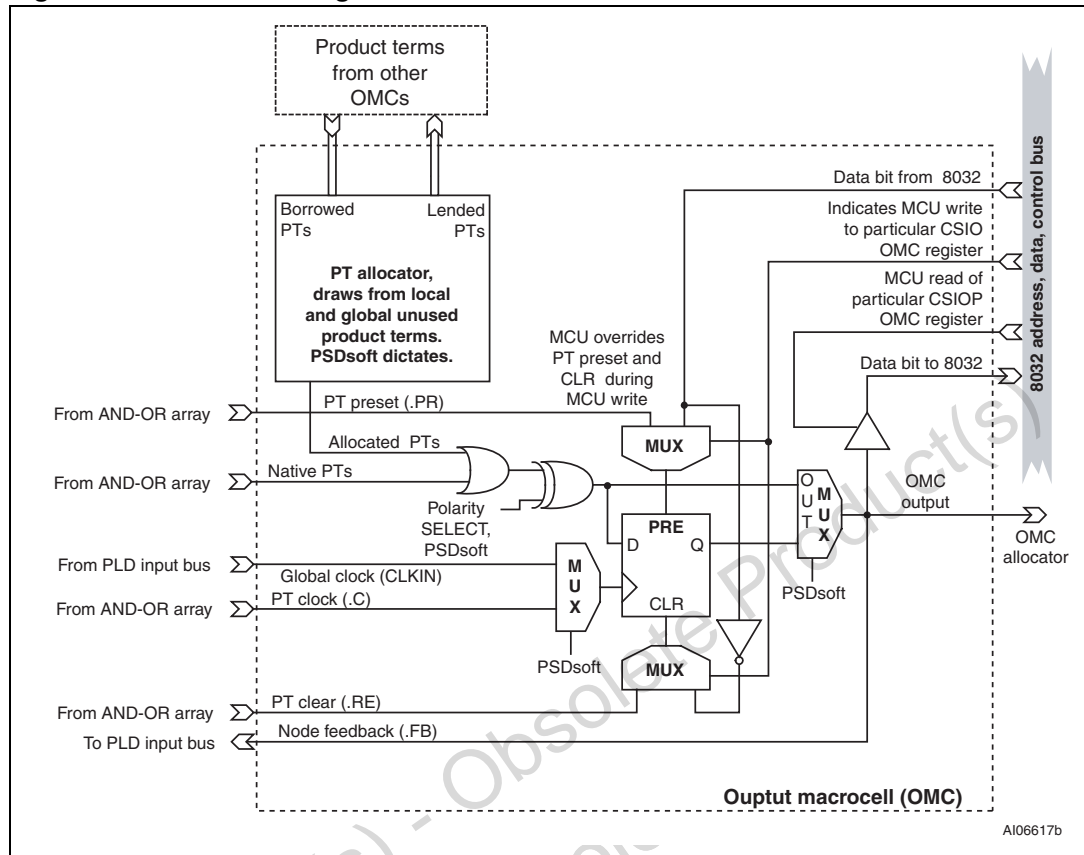 Product terms
from other
OMCs
8032 address, data, control bus
Data bit from 8032
Borrowed
PTs
Lended
PTs
Indicates MCU write
to particular CSIO
OMC register
PT allocator,
draws from local
and global unused
product terms.
PSDsoft dictates.
MCU read of
particular CSIOP
OMC register
MCU overrides
PT preset and
CLR during
MCU write
Data bit to 8032
From AND-OR array
PT preset (.PR)
MUX
Allocated PTs
From AND-OR array
Native PTs
OUT
MUX
OMC
output
Polarity
SELECT,
PSDsoft
PRE
D
Q
OMC
allocator
From PLD input bus
Global clock (CLKIN)
MUX
PSDsoft
From AND-OR array
PT clock (.C)
CLR
PSDsoft
MUX
From AND-OR array
PT clear (.RE)
To PLD input bus
Node feedback (.FB)
Ouptut macrocell (OMC)
AI06617b
(s) - Obsolete Product(s)